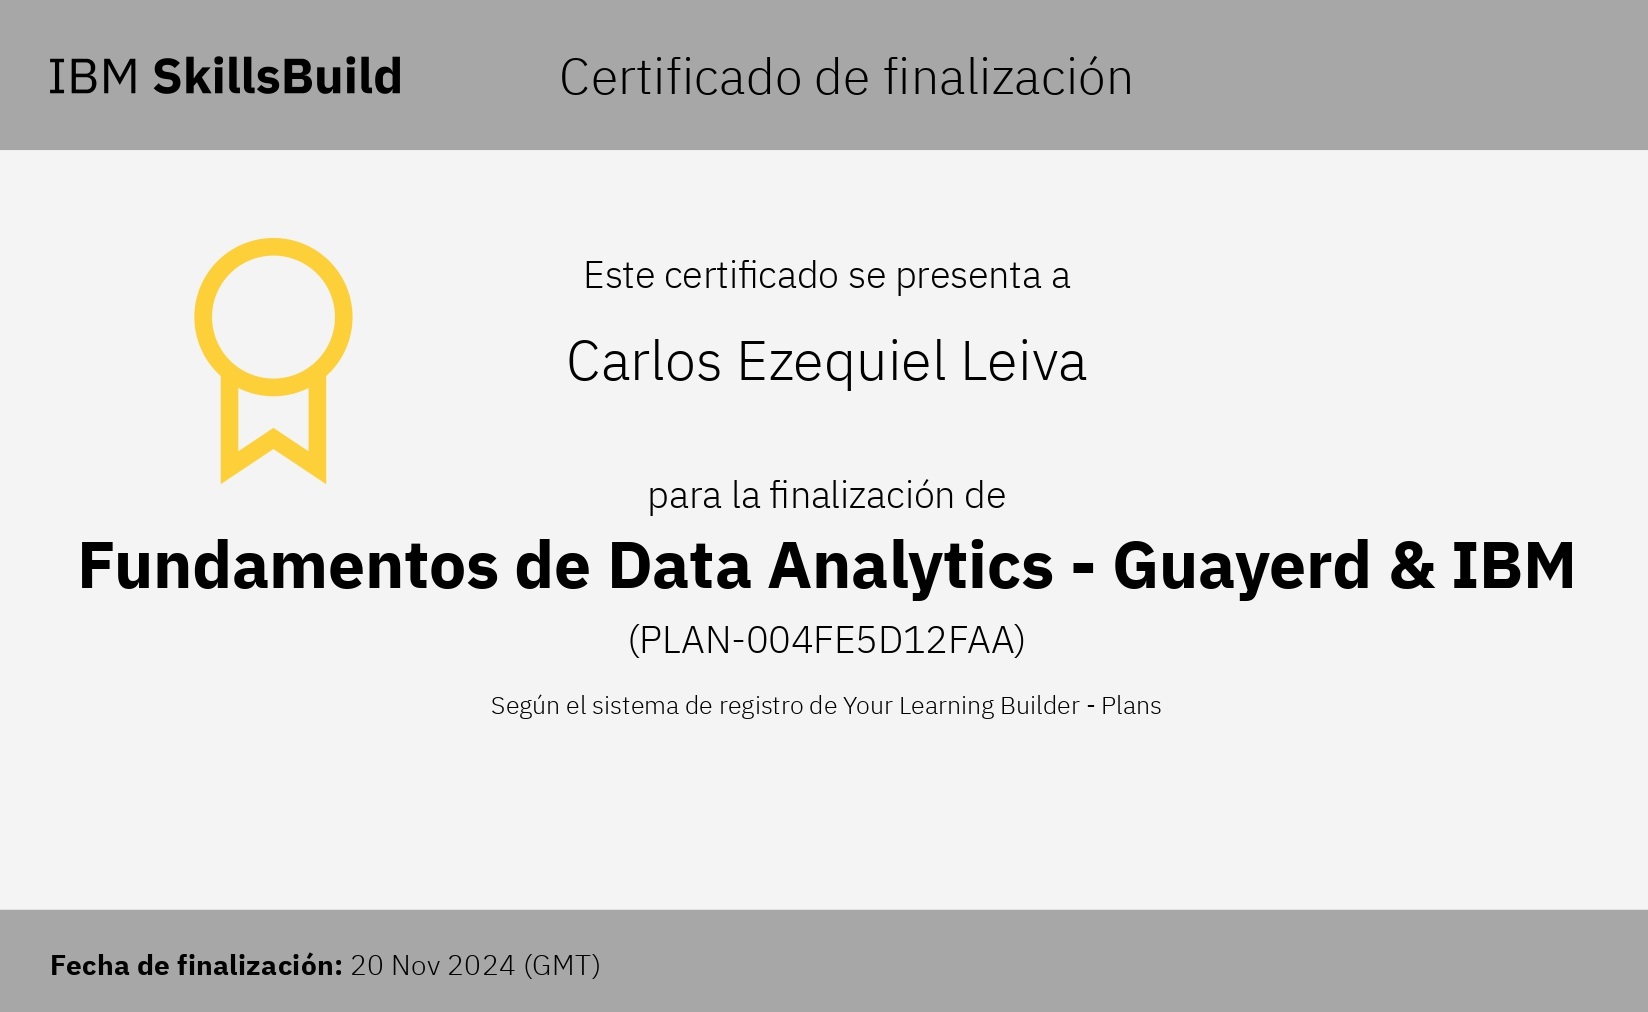 IBM SkillsBuild
Certificado de finalización
Este certificado se presenta a
Carlos Ezequiel Leiva
para la finalización de
Fundamentos de Data Analytics - Guayerd & IBM
(PLAN-004FE5D12FAA)
Según el sistema de registro de Your Learning Builder - Plans
Fecha de finalización: 20 Nov 2024 (GMT)